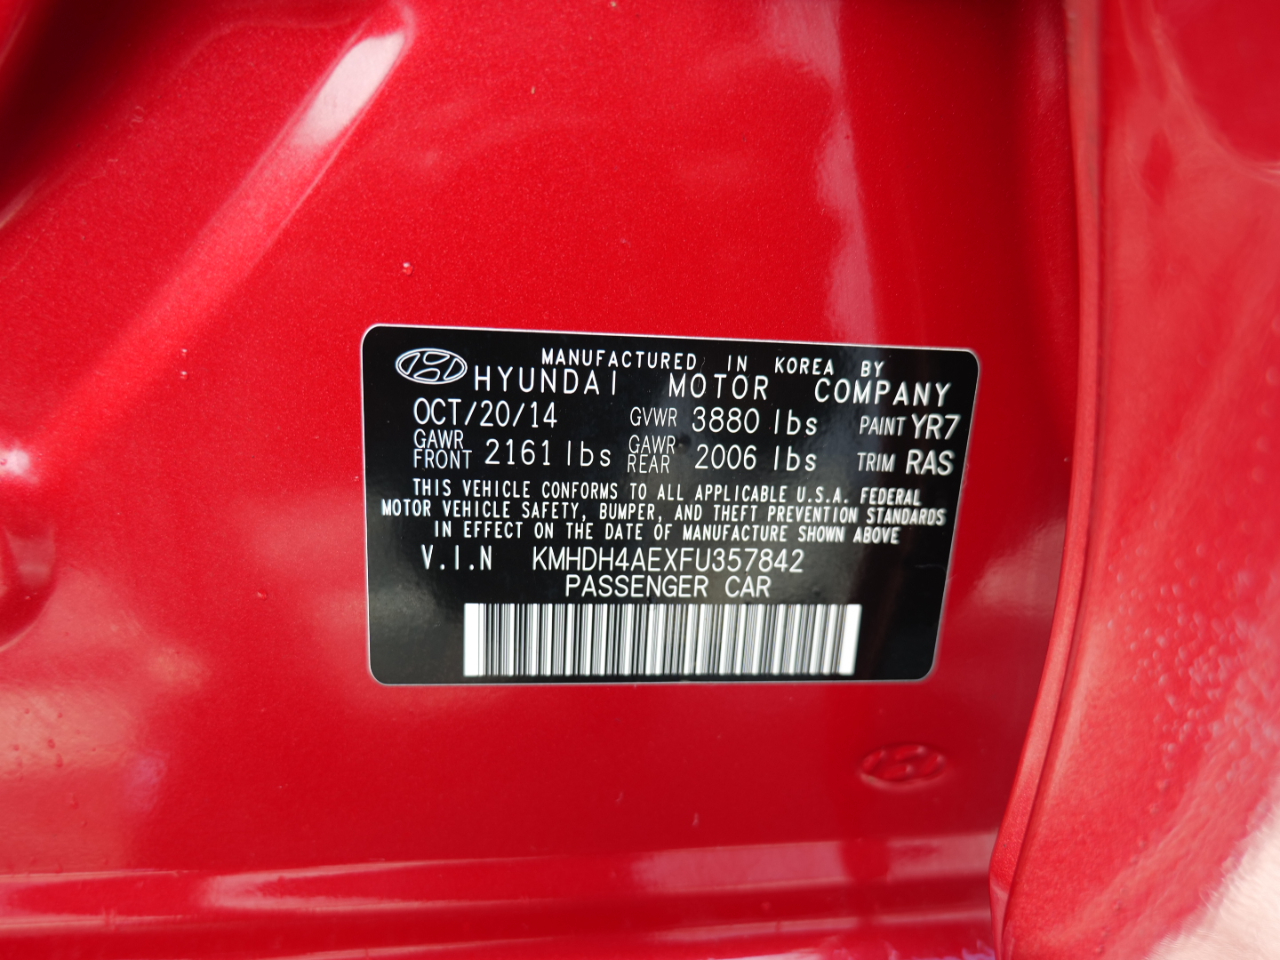 MANUFACTURED IN KOREA BY
HYUNDAI MOTOR COMPANY
OCT/20/14 GVWR 3880 lbs PAINT YR7
GAWR FRONT 2161 lbs GAWR REAR 2006 lbs TRIM RAS
THIS VEHICLE CONFORMS TO ALL APPLICABLE U.S.A. FEDERAL
MOTOR VEHICLE SAFETY, BUMPER, AND THEFT PREVENTION STANDARDS
IN EFFECT ON THE DATE OF MANUFACTURE SHOWN ABOVE
V.I.N KMHDH4AEXFU357842
PASSENGER CAR